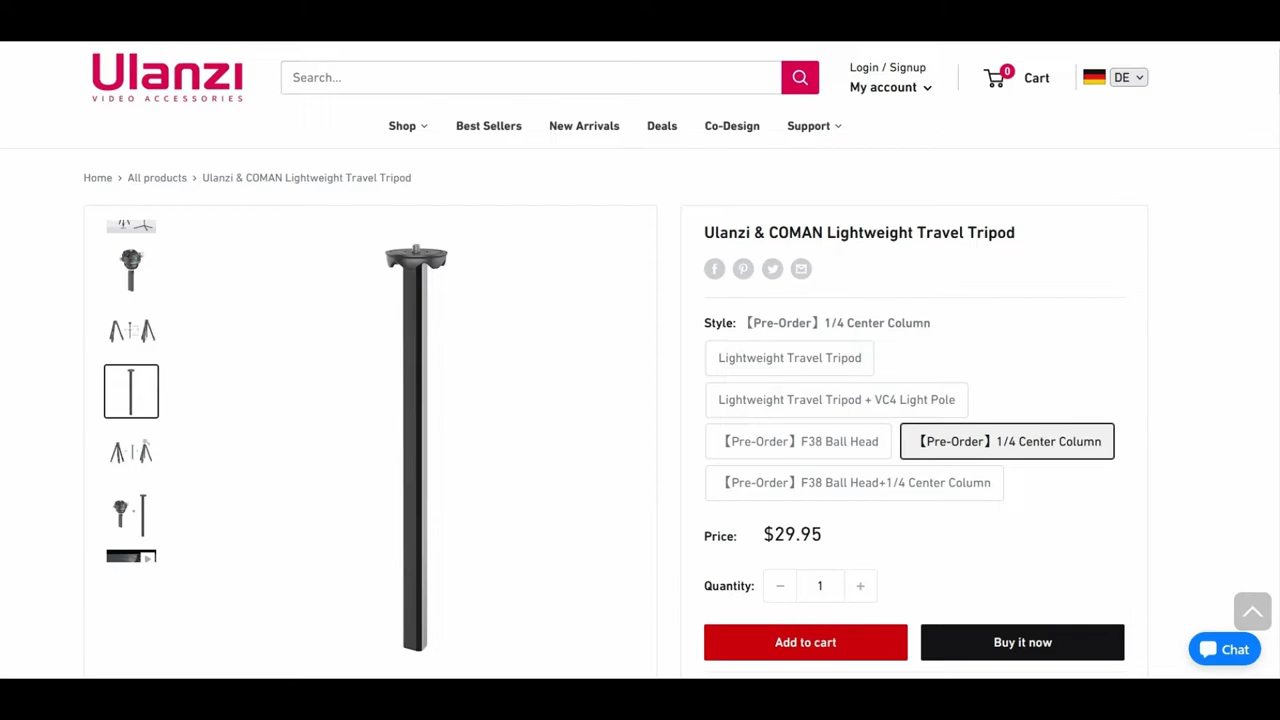 Ulanzi
VIDEO ACCESSORIES
Search...
Login / Signup
My account
0
Cart
DE
Shop
Best Sellers
New Arrivals
Deals
Co-Design
Support
Home > All products > Ulanzi & COMAN Lightweight Travel Tripod
Ulanzi & COMAN Lightweight Travel Tripod
Style: 【Pre-Order】1/4 Center Column
Lightweight Travel Tripod
Lightweight Travel Tripod + VC4 Light Pole
【Pre-Order】F38 Ball Head
【Pre-Order】1/4 Center Column
【Pre-Order】F38 Ball Head+1/4 Center Column
Price: $29.95
Quantity: − 1 +
Add to cart
Buy it now
Chat